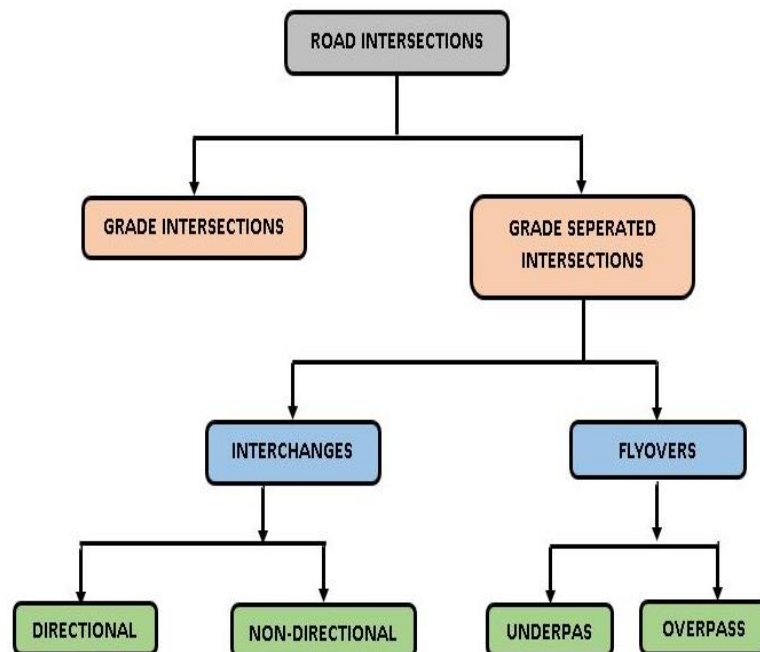 ROAD INTERSECTIONS
GRADE INTERSECTIONS
GRADE SEPERATED
INTERSECTIONS
INTERCHANGES
FLYOVERS
DIRECTIONAL
NON-DIRECTIONAL
UNDERPAS
OVERPASS